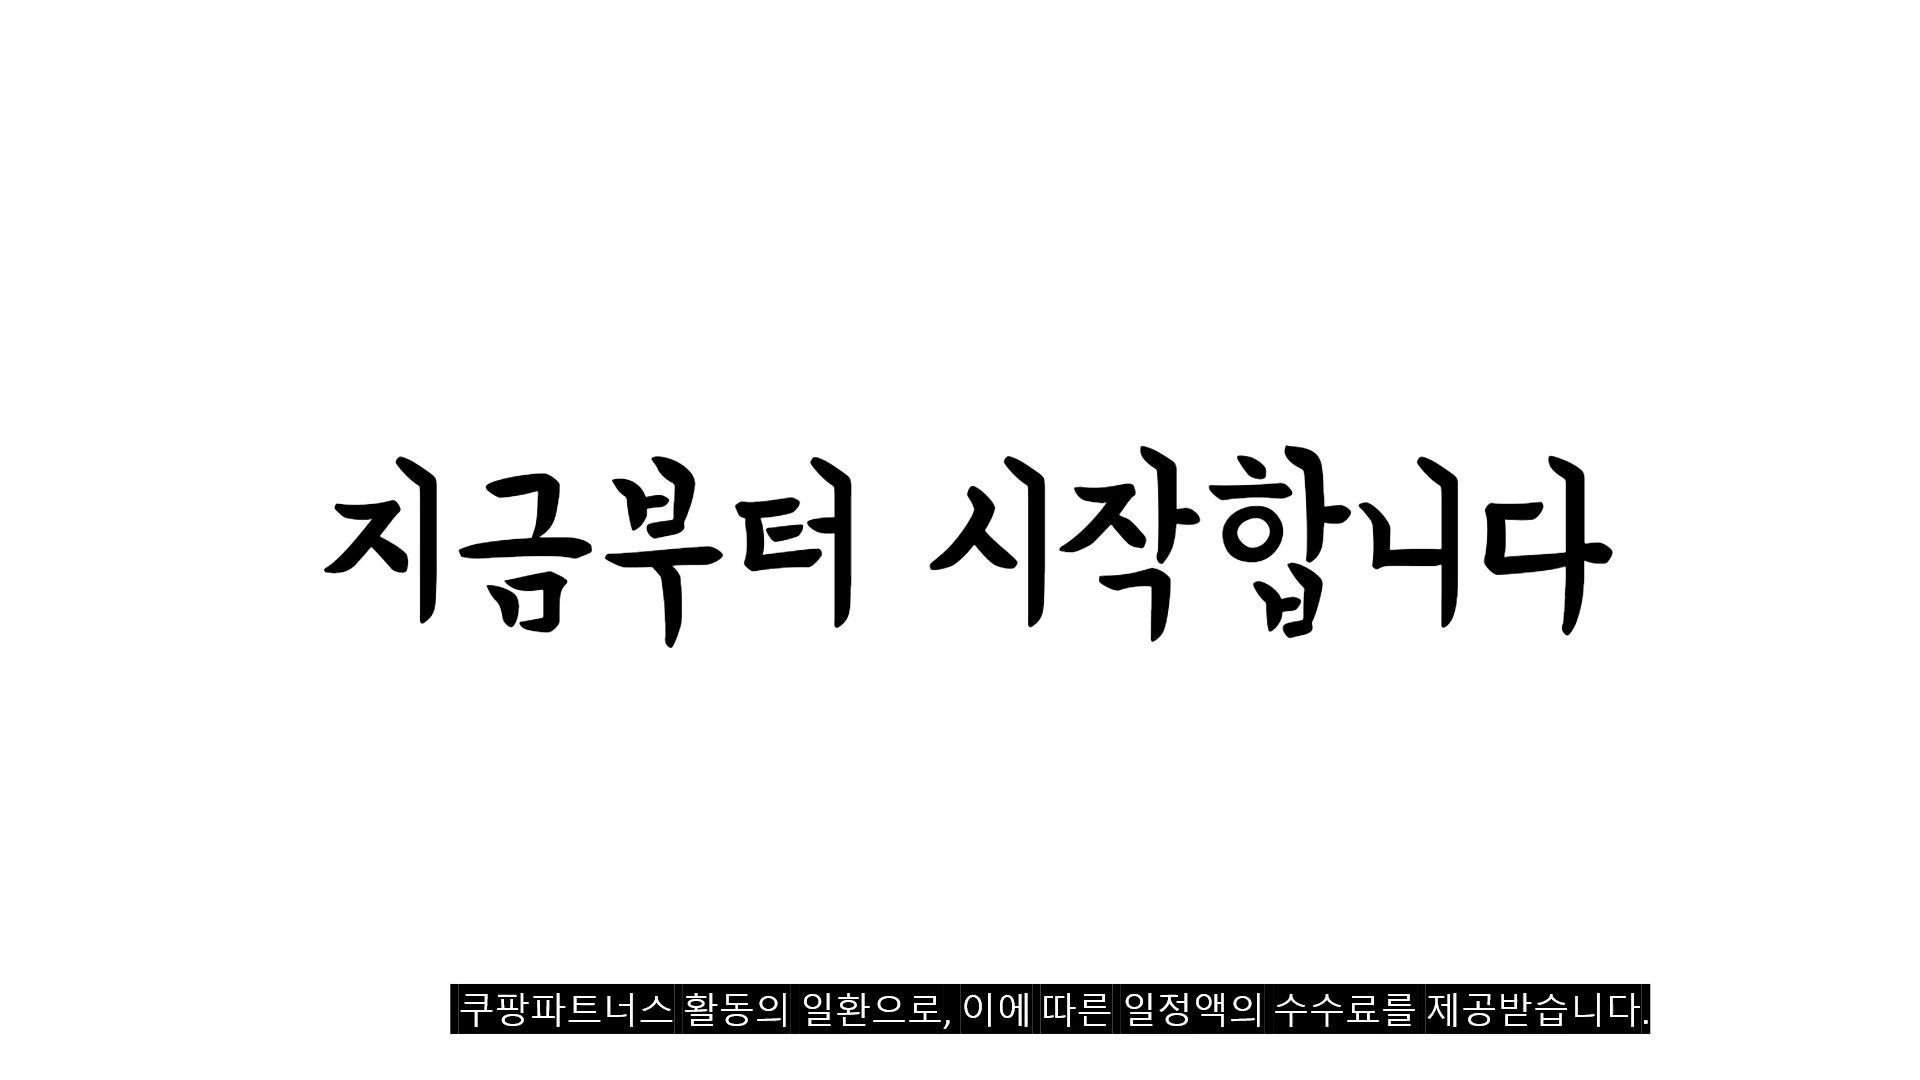 지금부터 시작합니다
쿠팡파트너스 활동의 일환으로, 이에 따른 일정액의 수수료를 제공받습니다.